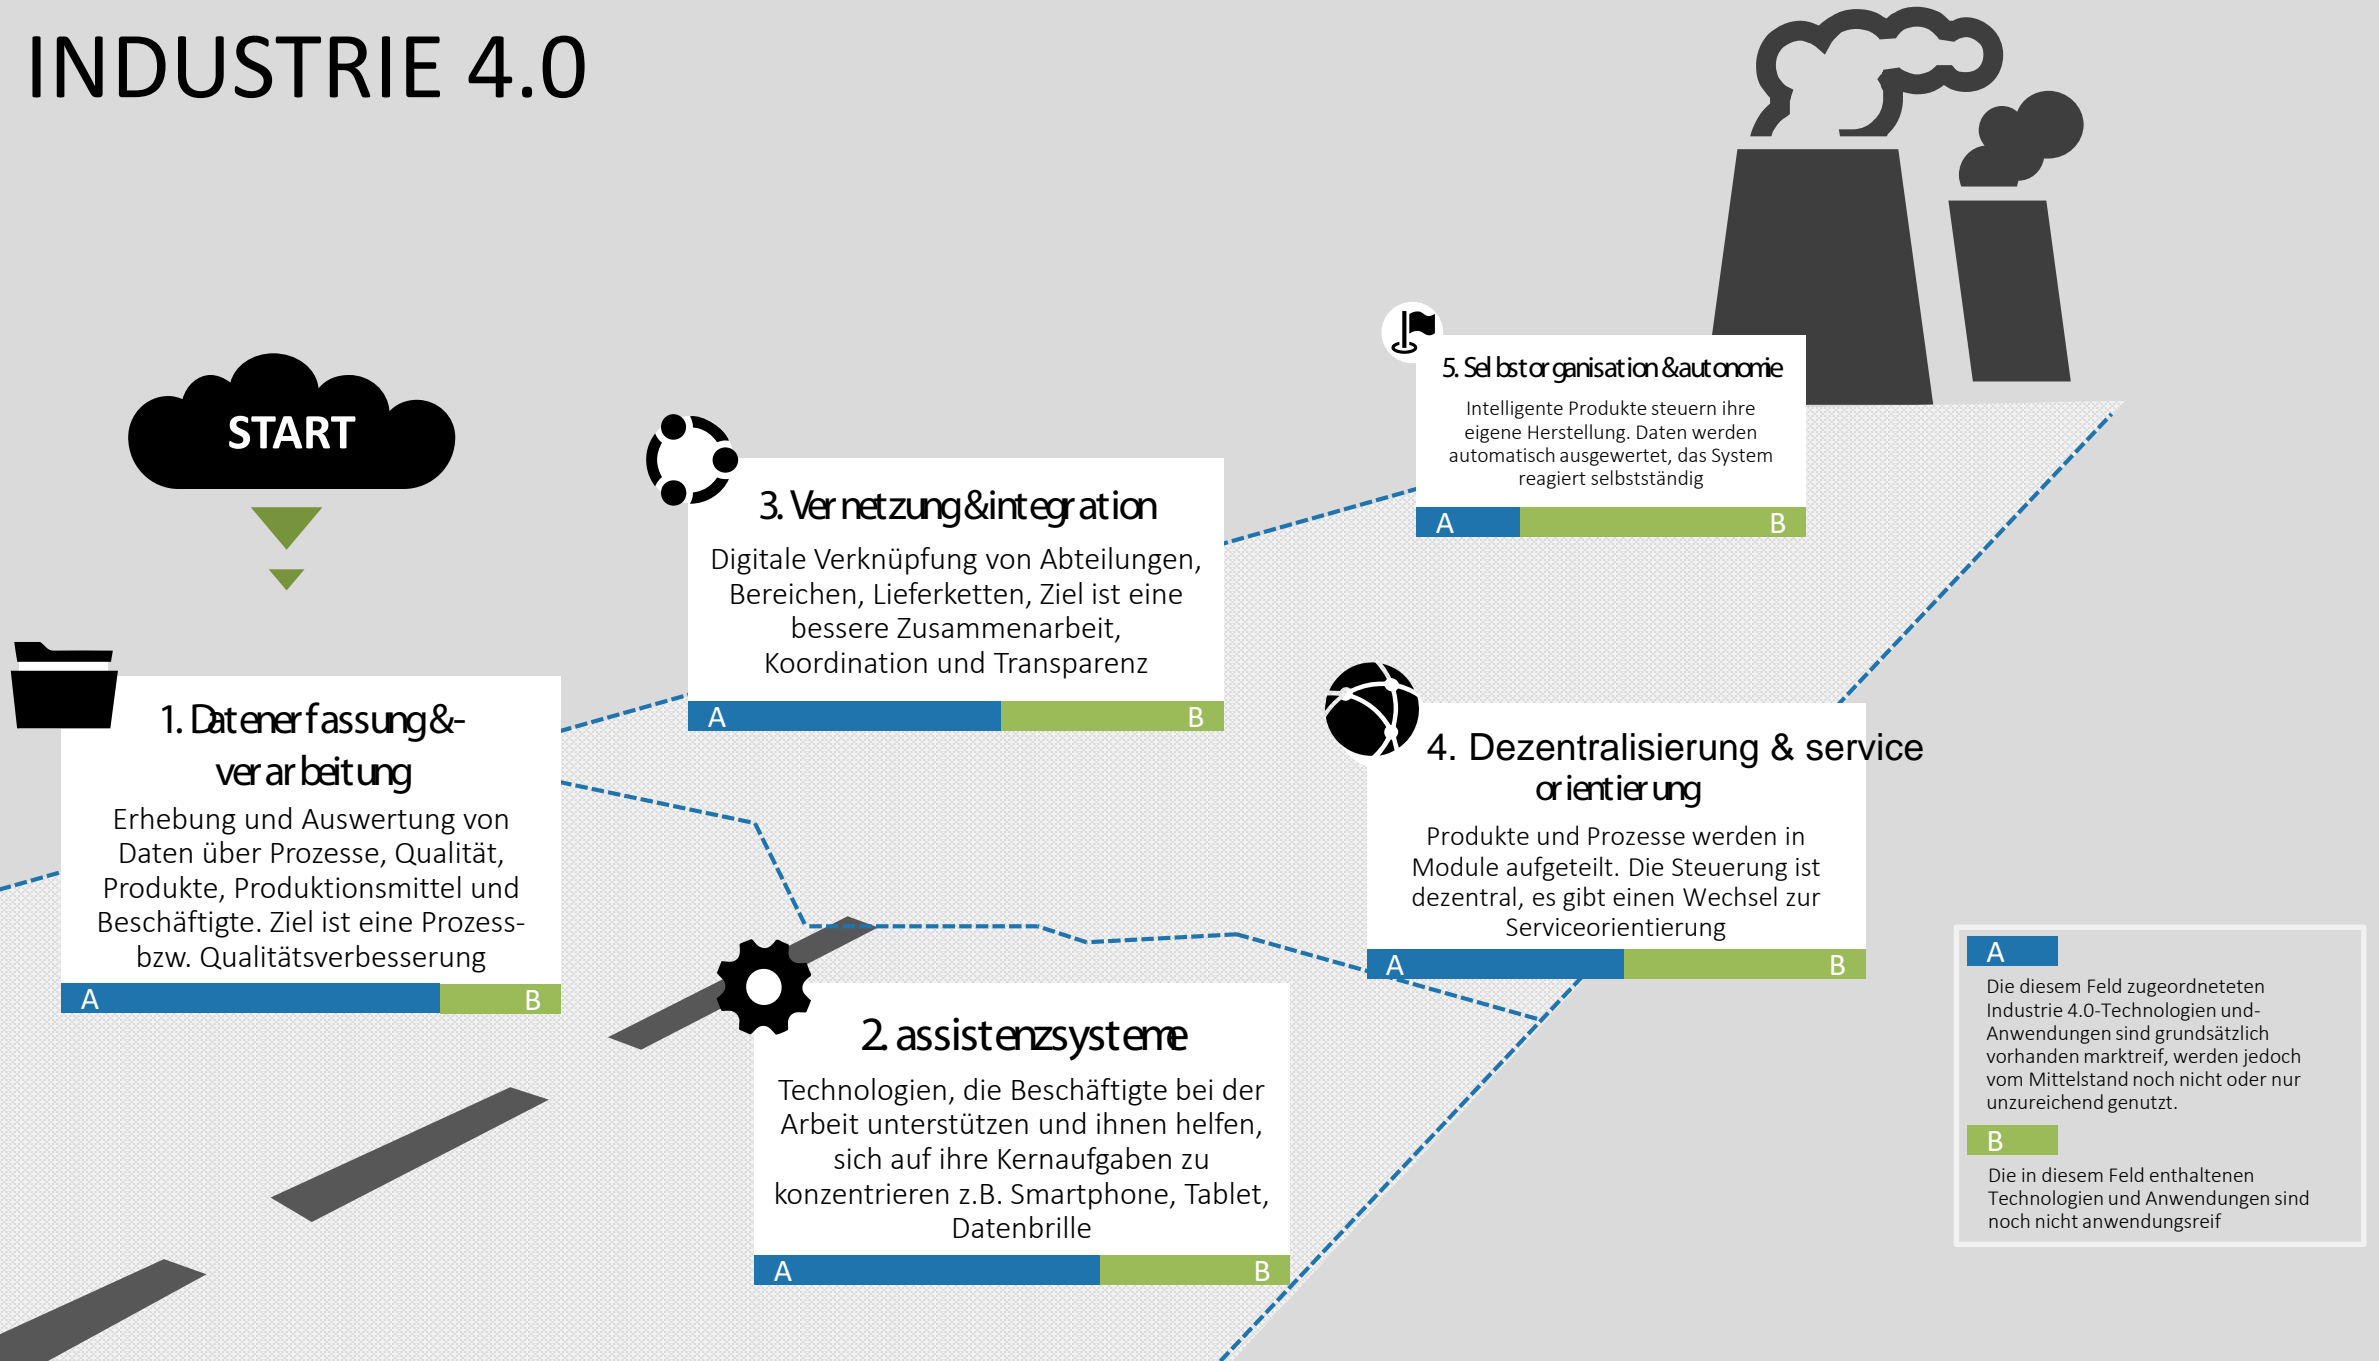 INDUSTRIE 4.0
START
1. Datenerfassung &-
verarbeitung
Erhebung und Auswertung von
Daten über Prozesse, Qualität,
Produkte, Produktionsmittel und
Beschäftigte. Ziel ist eine Prozess-
bzw. Qualitätsverbesserung
A
B
2. assistenzsysteme
Technologien, die Beschäftigte bei der
Arbeit unterstützen und ihnen helfen,
sich auf ihre Kernaufgaben zu
konzentrieren z.B. Smartphone, Tablet,
Datenbrille
A
B
3. Vernetzung & integration
Digitale Verknüpfung von Abteilungen,
Bereichen, Lieferketten, Ziel ist eine
bessere Zusammenarbeit,
Koordination und Transparenz
A
B
4. Dezentralisierung & service
orientierung
Produkte und Prozesse werden in
Module aufgeteilt. Die Steuerung ist
dezentral, es gibt einen Wechsel zur
Serviceorientierung
A
B
5. Selbstorganisation & autonomie
Intelligente Produkte steuern ihre
eigene Herstellung. Daten werden
automatisch ausgewertet, das System
reagiert selbstständig
A
B
A
Die diesem Feld zugeordneteten
Industrie 4.0-Technologien und-
Anwendungen sind grundsätzlich
vorhanden marktreif, werden jedoch
vom Mittelstand noch nicht oder nur
unzureichend genutzt.
B
Die in diesem Feld enthaltenen
Technologien und Anwendungen sind
noch nicht anwendungsreif